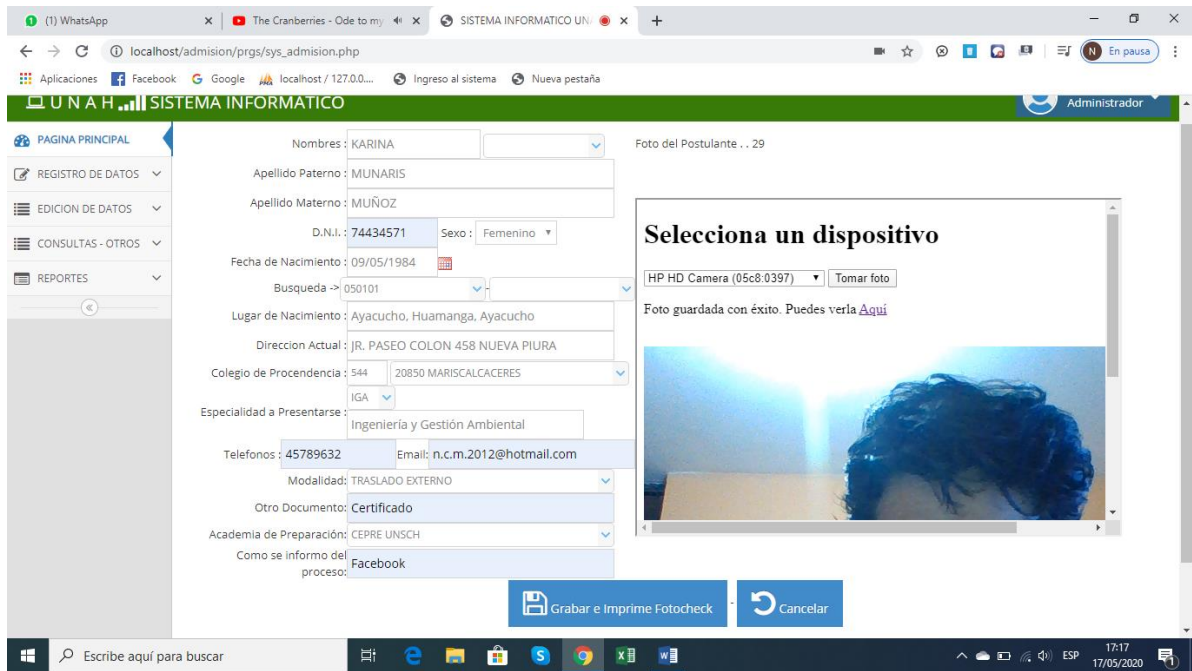 (1) WhatsApp
The Cranberries - Ode to my
SISTEMA INFORMATICO UNA
localhost/admision/prgs/sys_admision.php
N En pausa
Aplicaciones Facebook Google localhost / 127.0.0.... Ingreso al sistema Nueva pestaña
U N A H SISTEMA INFORMATICO
Administrador
PAGINA PRINCIPAL
REGISTRO DE DATOS
EDICION DE DATOS
CONSULTAS - OTROS
REPORTES
Nombres : KARINA
Apellido Paterno : MUNARIS
Apellido Materno : MUÑOZ
D.N.I. : 74434571 Sexo : Femenino
Fecha de Nacimiento : 09/05/1984
Busqueda -> 050101 -
Lugar de Nacimiento : Ayacucho, Huamanga, Ayacucho
Direccion Actual : JR. PASEO COLON 458 NUEVA PIURA
Colegio de Procendencia : 544 20850 MARISCALCACERES
IGA
Especialidad a Presentarse :
Ingeniería y Gestión Ambiental
Telefonos : 45789632 Email: n.c.m.2012@hotmail.com
Modalidad: TRASLADO EXTERNO
Otro Documento: Certificado
Academia de Preparación: CEPRE UNSCH
Como se informo del
proceso: Facebook
Foto del Postulante . . 29
Selecciona un dispositivo
HP HD Camera (05c8:0397) Tomar foto
Foto guardada con éxito. Puedes verla Aquí
Grabar e Imprime Fotocheck - Cancelar
Escribe aquí para buscar
ESP
17:17
17/05/2020